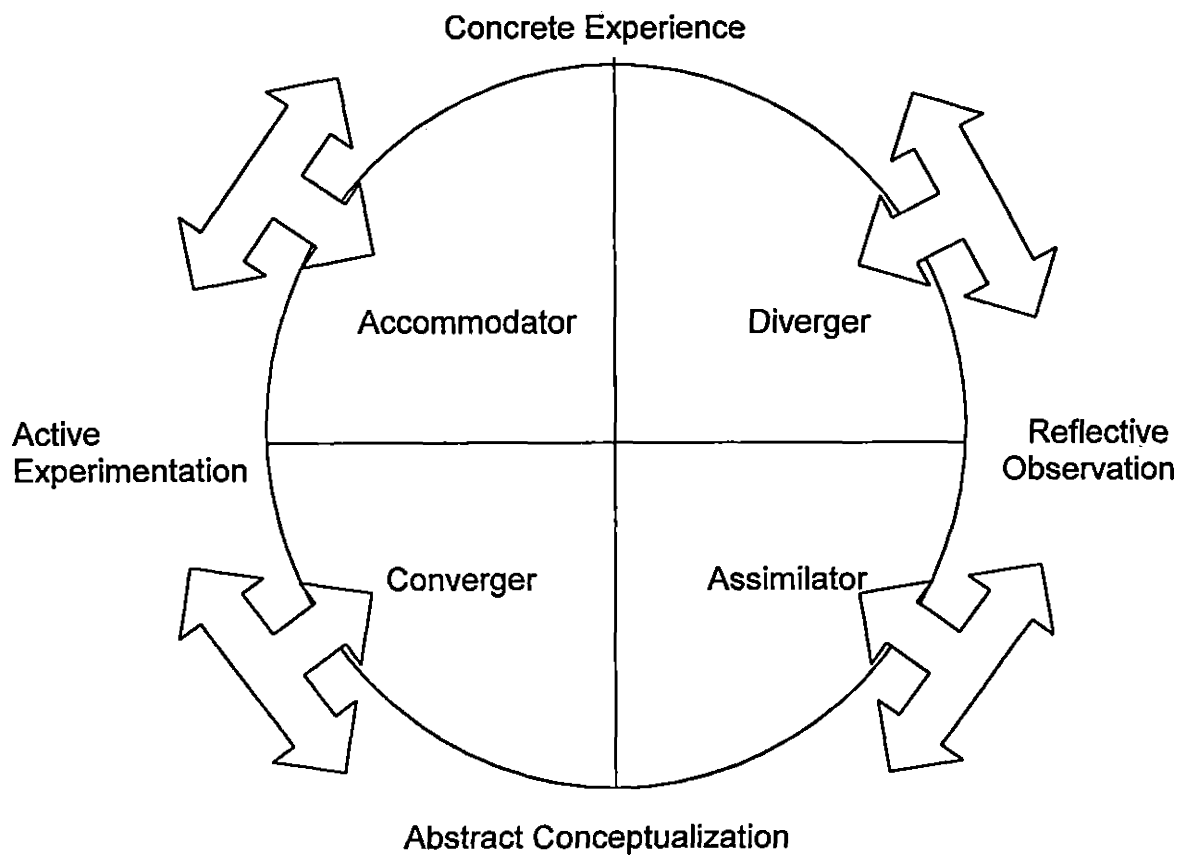 Concrete Experience
Accommodator
Diverger
Active
Experimentation
Reflective
Observation
Converger
Assimilator
Abstract Conceptualization